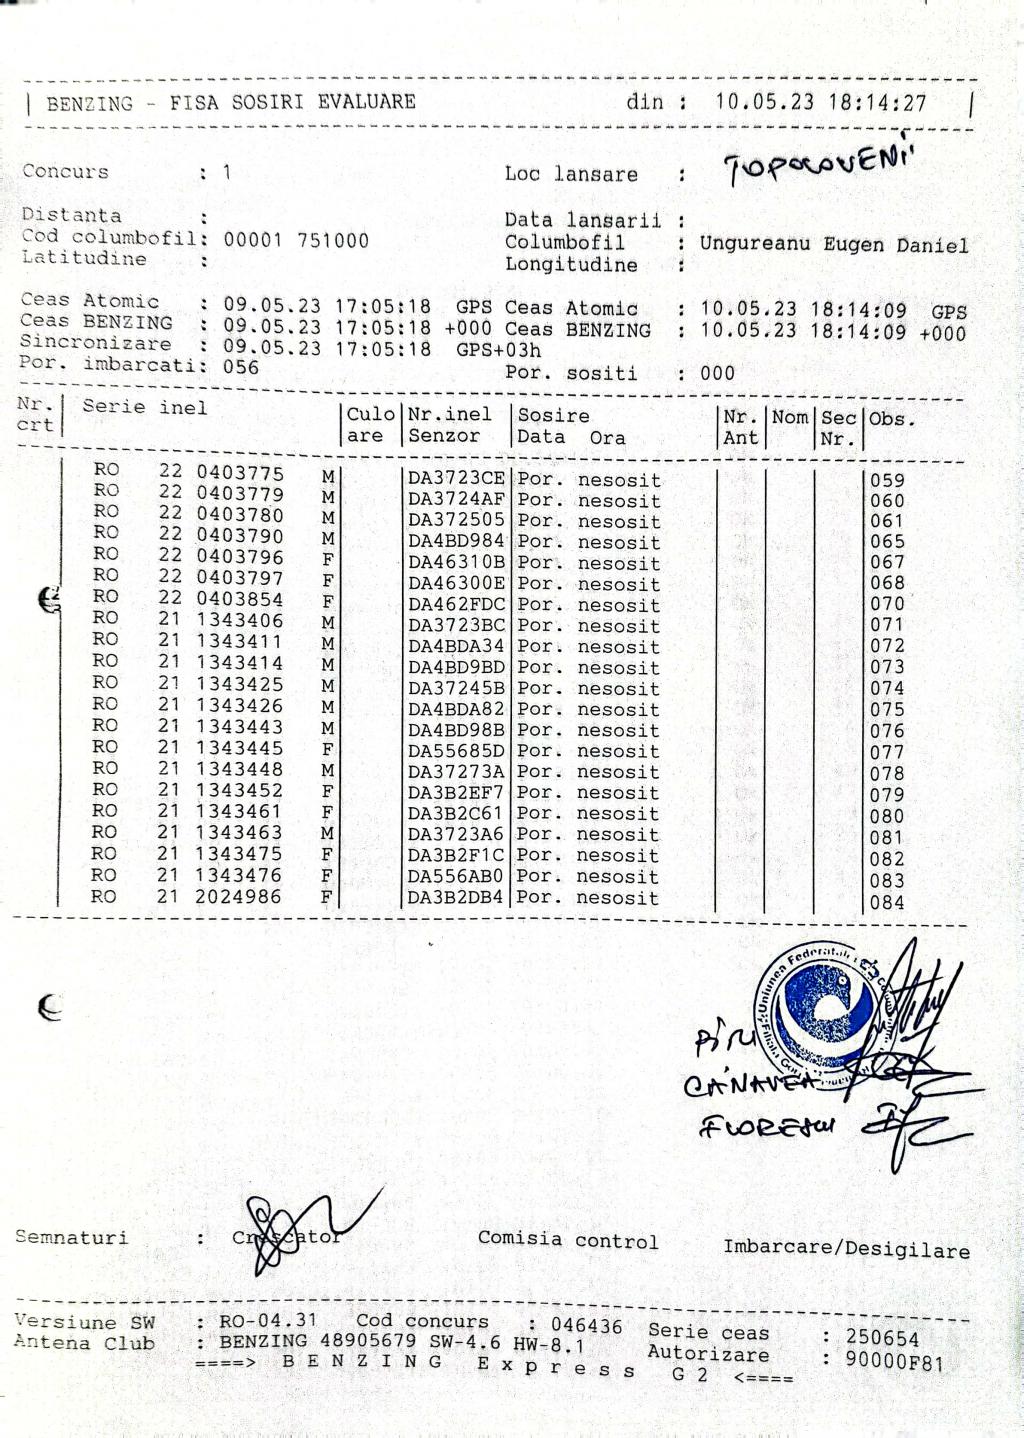 BENZING - FISA SOSIRI EVALUARE din : 10.05.23 18:14:27
Concurs : 1 Loc lansare : TOPOLOVENI
Distanta : Data lansarii :
Cod columbofil: 00001 751000 Columbofil : Ungureanu Eugen Daniel
Latitudine : Longitudine :
Ceas Atomic : 09.05.23 17:05:18 GPS Ceas Atomic : 10.05.23 18:14:09 GPS
Ceas BENZING : 09.05.23 17:05:18 +000 Ceas BENZING : 10.05.23 18:14:09 +000
Sincronizare : 09.05.23 17:05:18 GPS+03h
Por. imbarcati: 056 Por. sositi : 000
Nr. Serie inel Culo Nr.inel Sosire Nr. Nom Sec Obs.
crt are Senzor Data Ora Ant Nr.
RO 22 0403775 M DA3723CE Por. nesosit 059
RO 22 0403779 M DA3724AF Por. nesosit 060
RO 22 0403780 M DA372505 Por. nesosit 061
RO 22 0403790 M DA4BD984 Por. nesosit 065
RO 22 0403796 F DA46310B Por. nesosit 067
RO 22 0403797 F DA46300E Por. nesosit 068
RO 22 0403854 F DA462FDC Por. nesosit 070
RO 21 1343406 M DA3723BC Por. nesosit 071
RO 21 1343411 M DA4BDA34 Por. nesosit 072
RO 21 1343414 M DA4BD9BD Por. nesosit 073
RO 21 1343425 M DA37245B Por. nesosit 074
RO 21 1343426 M DA4BDA82 Por. nesosit 075
RO 21 1343443 M DA4BD98B Por. nesosit 076
RO 21 1343445 F DA55685D Por. nesosit 077
RO 21 1343448 M DA37273A Por. nesosit 078
RO 21 1343452 F DA3B2EF7 Por. nesosit 079
RO 21 1343461 F DA3B2C61 Por. nesosit 080
RO 21 1343463 M DA3723A6 Por. nesosit 081
RO 21 1343475 F DA3B2F1C Por. nesosit 082
RO 21 1343476 F DA556AB0 Por. nesosit 083
RO 21 2024986 F DA3B2DB4 Por. nesosit 084
Uniunea
CANAVEA
FLORESCU
Semnaturi : Crescator Comisia control Imbarcare/Desigilare
Versiune SW : RO-04.31 Cod concurs : 046436 Serie ceas : 250654
Antena Club : BENZING 48905679 SW-4.6 HW-8.1 Autorizare : 90000F81
====> B E N Z I N G E x p r e s s G 2 <====